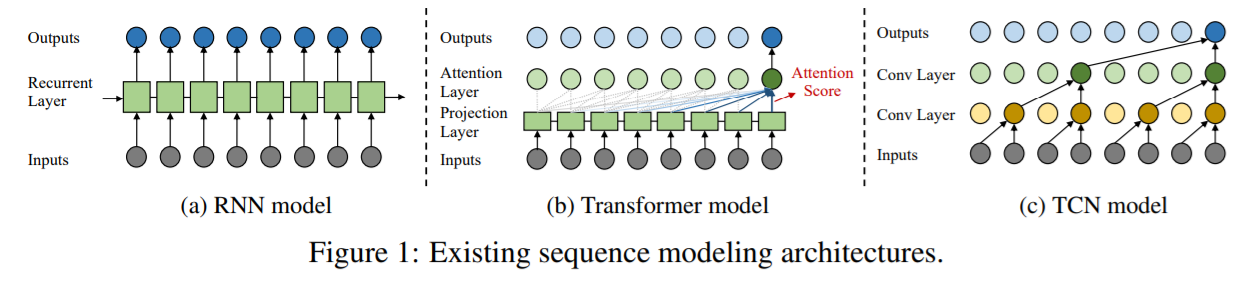 Outputs
Recurrent
Layer
Inputs
(a) RNN model
Outputs
Attention
Layer
Projection
Layer
Inputs
Attention
Score
(b) Transformer model
Outputs
Conv Layer
Conv Layer
Inputs
(c) TCN model
Figure 1: Existing sequence modeling architectures.